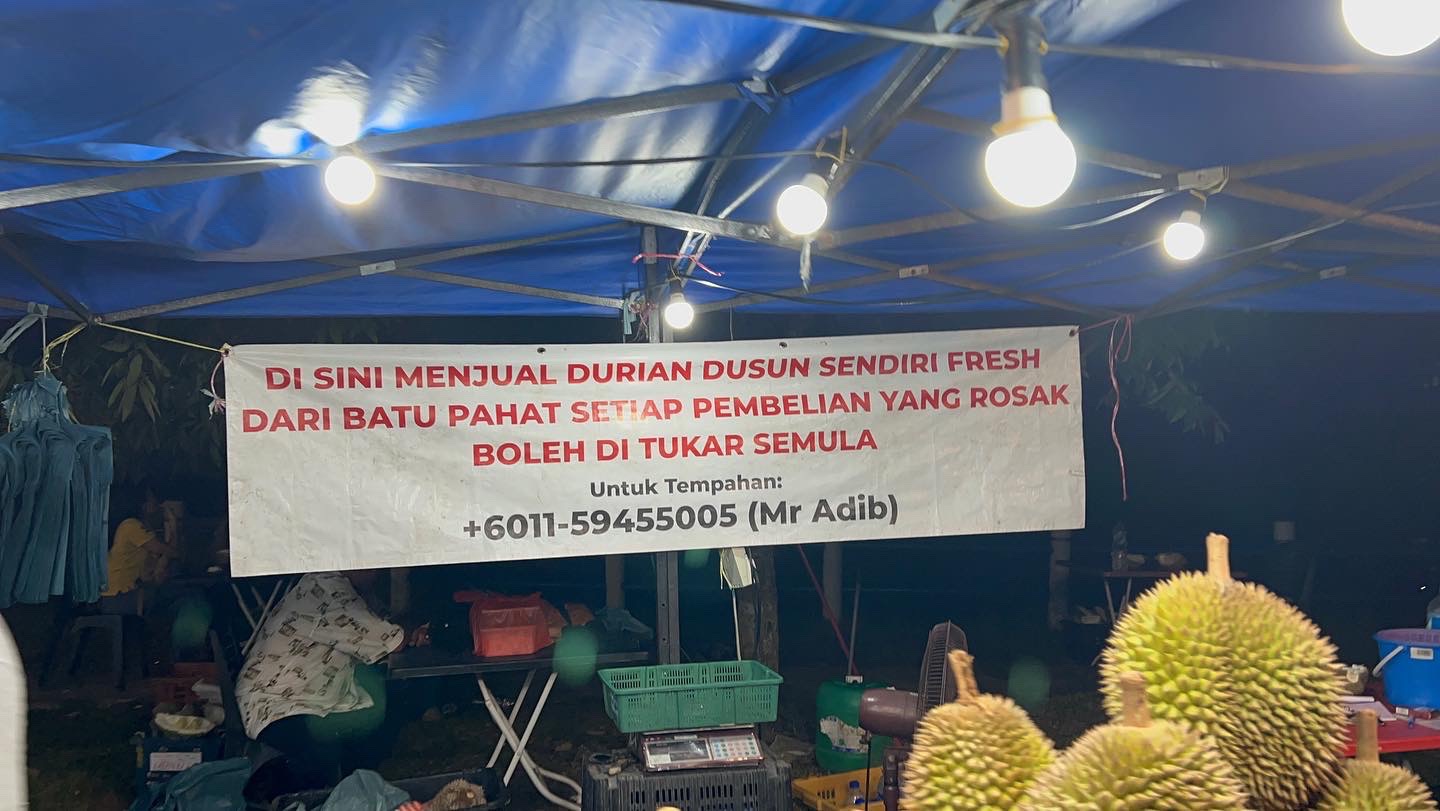 DI SINI MENJUAL DURIAN DUSUN SENDIRI FRESH
DARI BATU PAHAT SETIAP PEMBELIAN YANG ROSAK
BOLEH DI TUKAR SEMULA
Untuk Tempahan:
+6011-59455005 (Mr Adib)